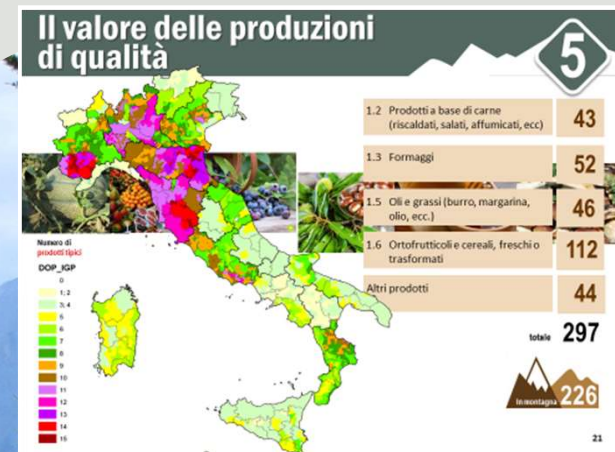 Il valore delle produzioni
di qualità
5
1.2 Prodotti a base di carne
(riscaldati, salati, affumicati, ecc)
43
1.3 Formaggi
52
1.5 Oli e grassi (burro, margarina,
olio, ecc.)
46
1.6 Ortofrutticoli e cereali, freschi o
trasformati
112
Altri prodotti
44
totale 297
In montagna 226
Numero di
prodotti tipici
DOP_IGP
0
1; 2
3; 4
5
6
7
8
9
10
11
12
13
14
15
21